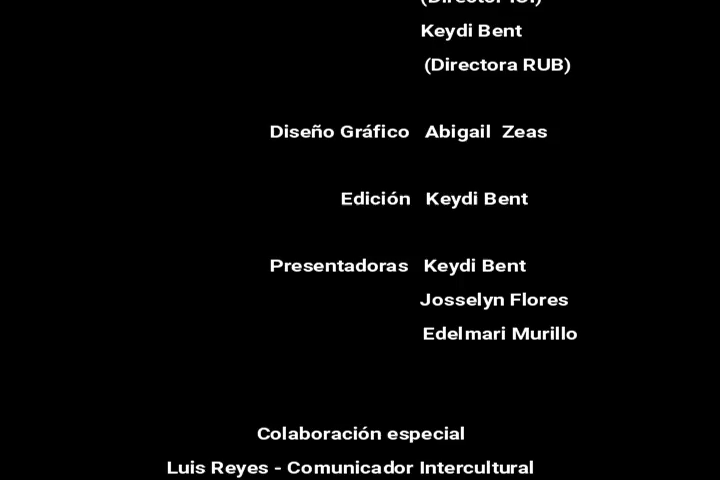 Keydi Bent
(Directora RUB)
Diseño Gráfico Abigail Zeas
Edición Keydi Bent
Presentadoras Keydi Bent
Josselyn Flores
Edelmari Murillo
Colaboración especial
Luis Reyes - Comunicador Intercultural